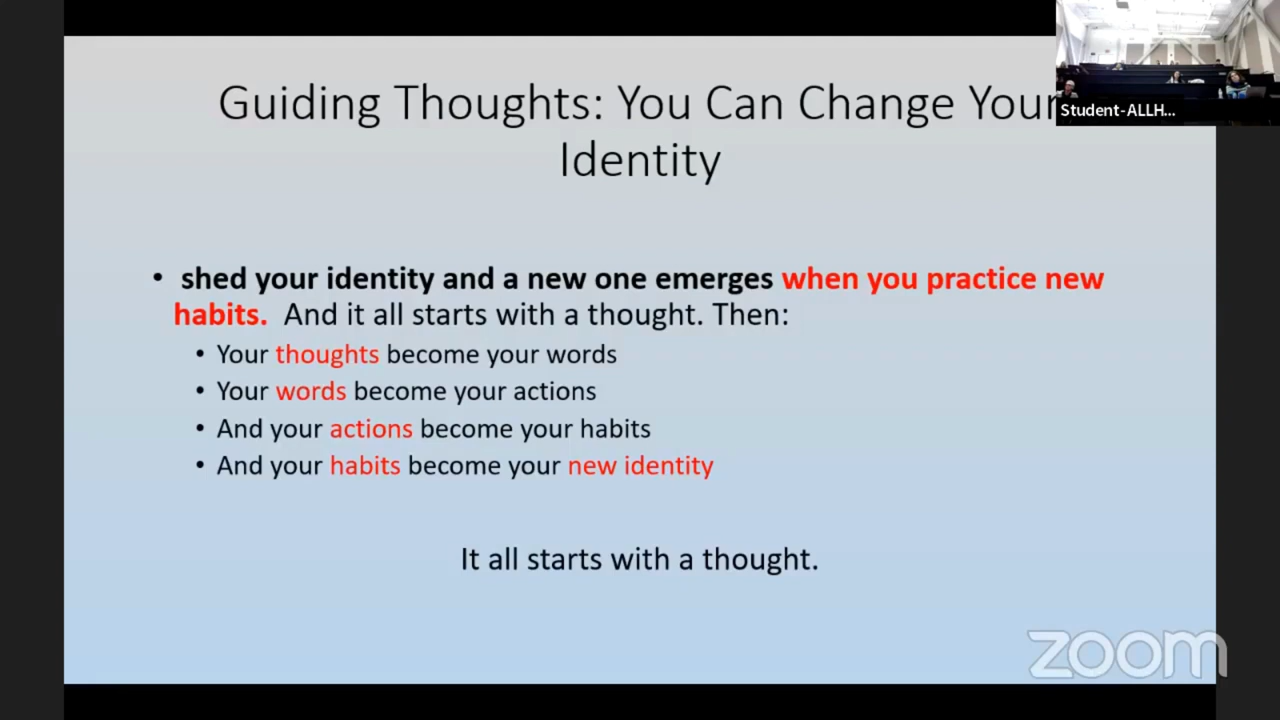 Guiding Thoughts: You Can Change Your
Identity
Student-ALLH...
• shed your identity and a new one emerges when you practice new
habits. And it all starts with a thought. Then:
• Your thoughts become your words
• Your words become your actions
• And your actions become your habits
• And your habits become your new identity
It all starts with a thought.
zoom